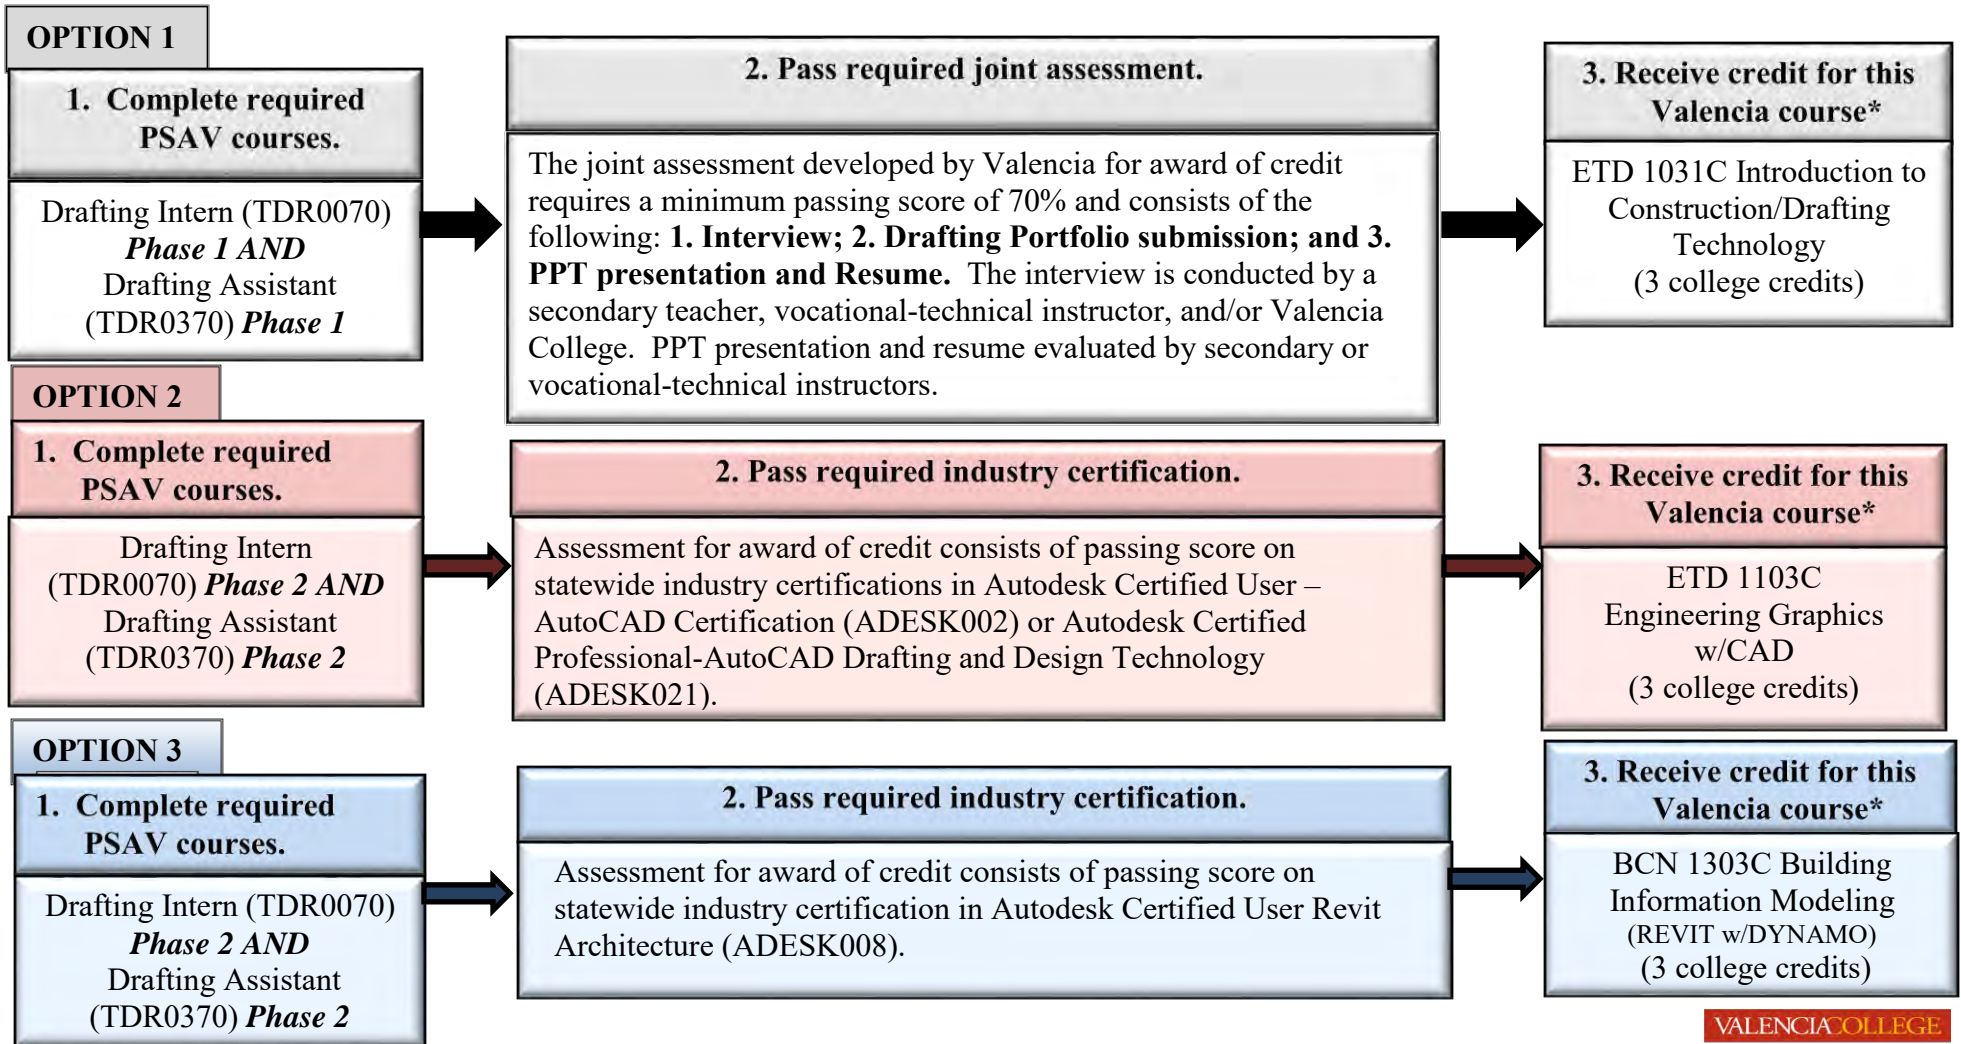 OPTION 1
1. Complete required
PSAV courses.
Drafting Intern (TDR0070)
Phase 1 AND
Drafting Assistant
(TDR0370) Phase 1
2. Pass required joint assessment.
The joint assessment developed by Valencia for award of credit
requires a minimum passing score of 70% and consists of the
following: 1. Interview; 2. Drafting Portfolio submission; and 3.
PPT presentation and Resume. The interview is conducted by a
secondary teacher, vocational-technical instructor, and/or Valencia
College. PPT presentation and resume evaluated by secondary or
vocational-technical instructors.
3. Receive credit for this
Valencia course*
ETD 1031C Introduction to
Construction/Drafting
Technology
(3 college credits)
OPTION 2
1. Complete required
PSAV courses.
Drafting Intern
(TDR0070) Phase 2 AND
Drafting Assistant
(TDR0370) Phase 2
2. Pass required industry certification.
Assessment for award of credit consists of passing score on
statewide industry certifications in Autodesk Certified User –
AutoCAD Certification (ADESK002) or Autodesk Certified
Professional-AutoCAD Drafting and Design Technology
(ADESK021).
3. Receive credit for this
Valencia course*
ETD 1103C
Engineering Graphics
w/CAD
(3 college credits)
OPTION 3
1. Complete required
PSAV courses.
Drafting Intern (TDR0070)
Phase 2 AND
Drafting Assistant
(TDR0370) Phase 2
2. Pass required industry certification.
Assessment for award of credit consists of passing score on
statewide industry certification in Autodesk Certified User Revit
Architecture (ADESK008).
3. Receive credit for this
Valencia course*
BCN 1303C Building
Information Modeling
(REVIT w/DYNAMO)
(3 college credits)
VALENCIACOLLEGE